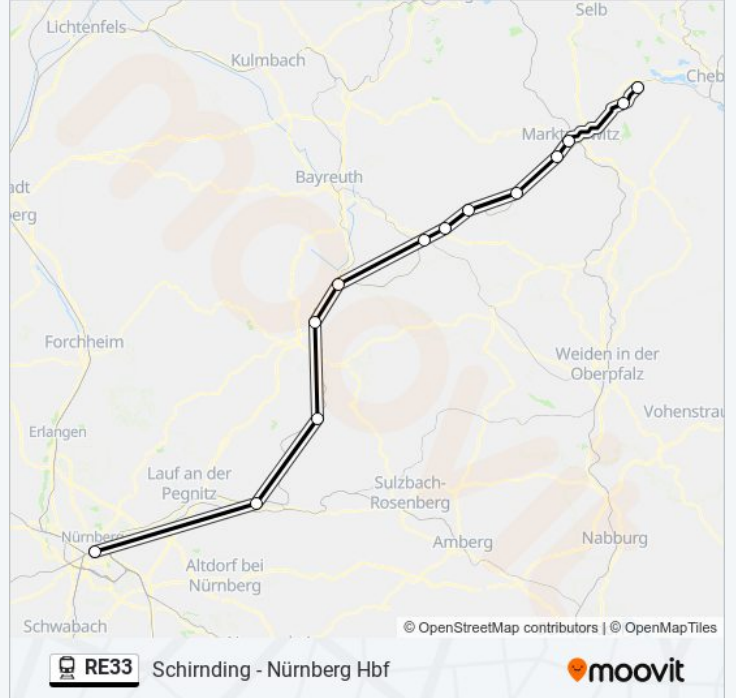 Selb
Lichtenfels
Kulmbach
Cheb
Bayreuth
adt
erg
Forchheim
Weiden in der
Oberpfalz
Vohenstrau
Erlangen
Lauf an der
Pegnitz
Sulzbach-
Rosenberg
Nürnberg
Amberg
Nabburg
Altdorf bei
Nürnberg
Schwabach
moovit
© OpenStreetMap contributors | © OpenMapTiles
RE33 Schirnding - Nürnberg Hbf
moovit